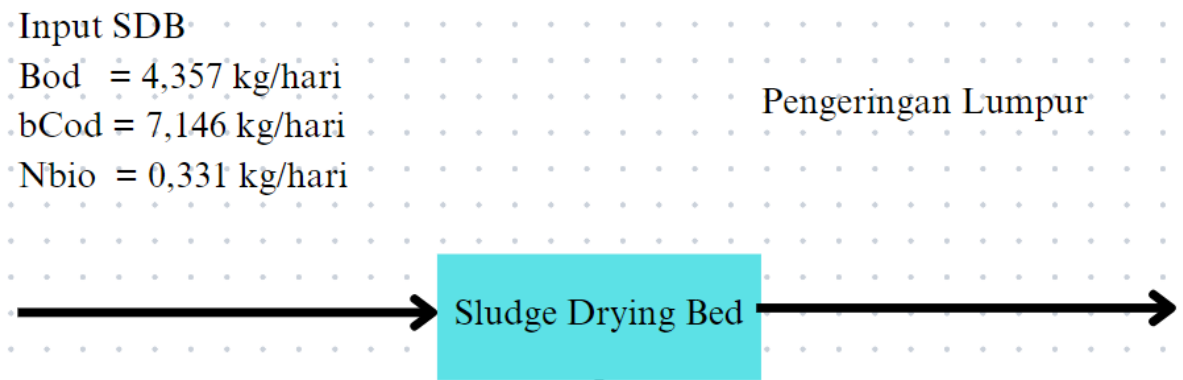 Input SDB
Bod = 4,357 kg/hari
bCod = 7,146 kg/hari
Nbio = 0,331 kg/hari
Pengeringan Lumpur
Sludge Drying Bed